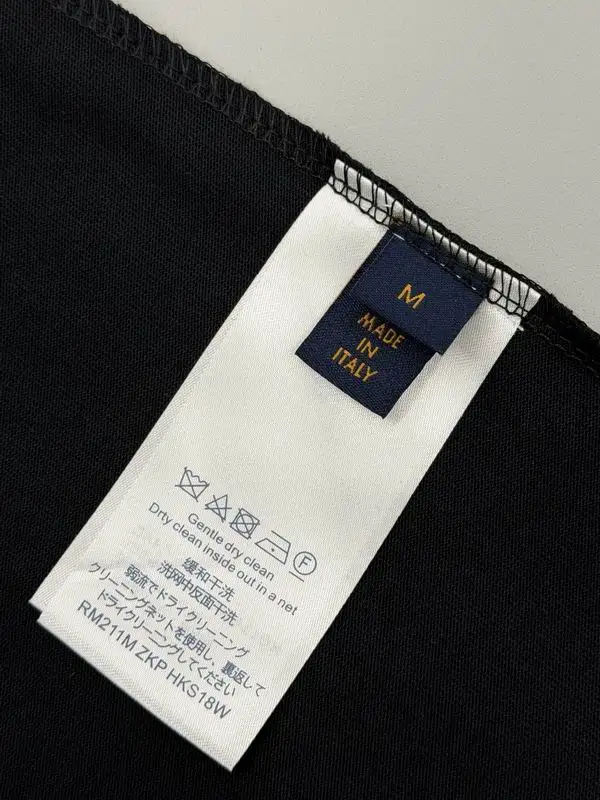 M
MADE
IN
ITALY
F
Gentle dry clean
Drty clean inside out in a net
缓和干洗
洗网中反面干洗
弱流でドライクリーニング
クリーニングネットを使用し、裏返して
ドライクリーニングしてください
RM211M ZKP HKS18W